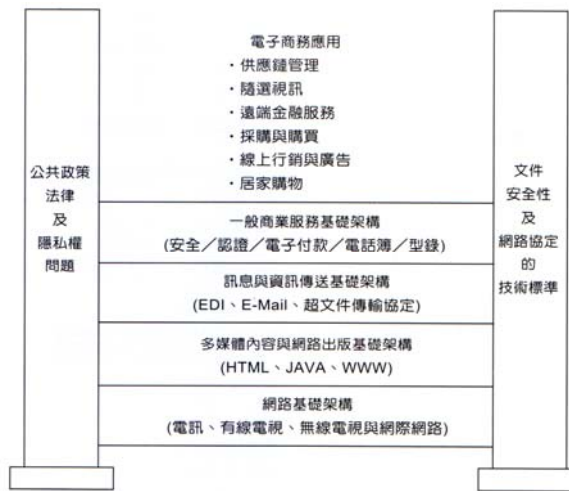 公共政策
法律
及
隱私權
問題
電子商務應用
・供應鏈管理
・隨選視訊
・遠端金融服務
・採購與購買
・線上行銷與廣告
・居家購物
一般商業服務基礎架構
(安全／認證／電子付款／電話簿／型錄)
訊息與資訊傳送基礎架構
(EDI、E-Mail、超文件傳輸協定)
多媒體內容與網路出版基礎架構
(HTML、JAVA、WWW)
網路基礎架構
(電訊、有線電視、無線電視與網際網路)
文件
安全性
及
網路協定
的
技術標準